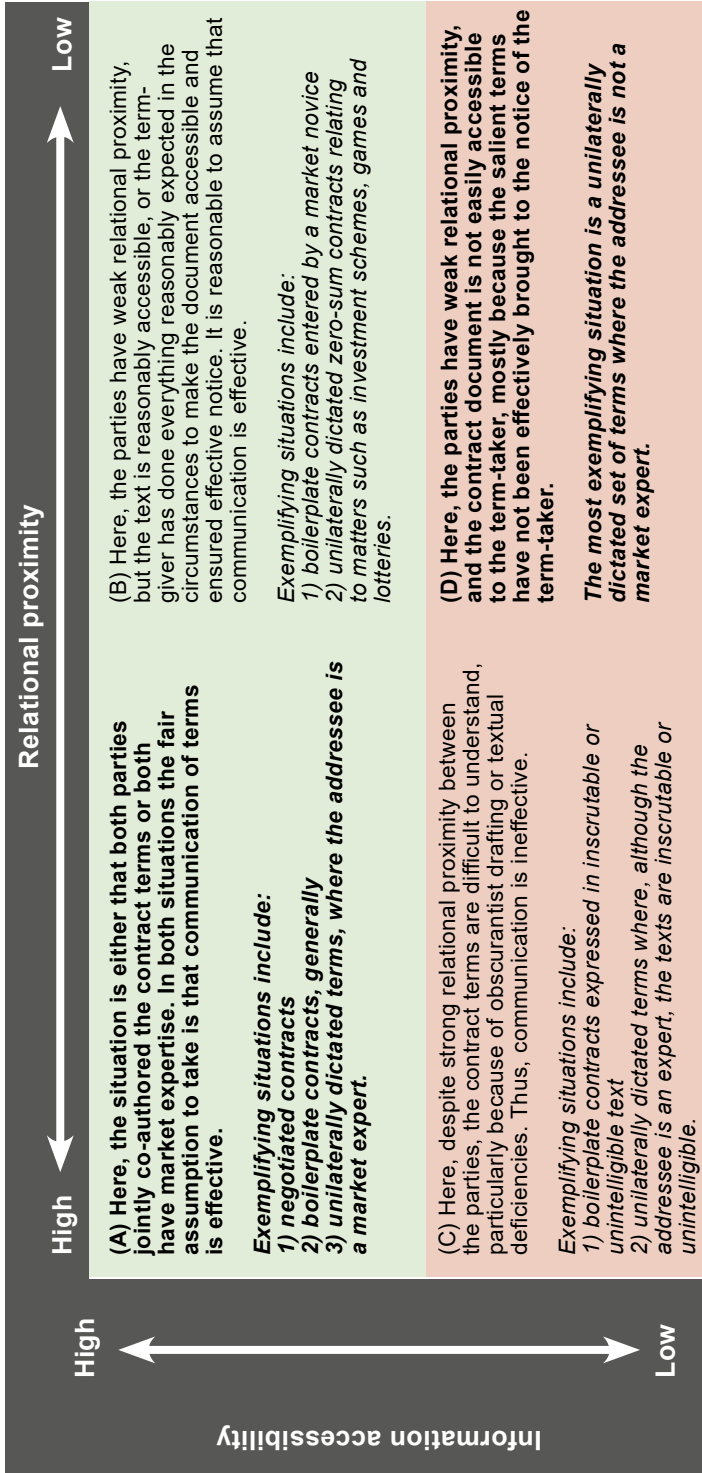 Relational proximity
High
Low
Information accessibility
High
Low
(A) Here, the situation is either that both parties
jointly co-authored the contract terms or both
have market expertise. In both situations the fair
assumption to take is that communication of terms
is effective.
Exemplifying situations include:
1) negotiated contracts
2) boilerplate contracts, generally
3) unilaterally dictated terms, where the addressee is
a market expert.
(B) Here, the parties have weak relational proximity,
but the text is reasonably accessible, or the term-
giver has done everything reasonably expected in the
circumstances to make the document accessible and
ensured effective notice. It is reasonable to assume that
communication is effective.
Exemplifying situations include:
1) boilerplate contracts entered by a market novice
2) unilaterally dictated zero-sum contracts relating
to matters such as investment schemes, games and
lotteries.
(C) Here, despite strong relational proximity between
the parties, the contract terms are difficult to understand,
particularly because of obscurantist drafting or textual
deficiencies. Thus, communication is ineffective.
Exemplifying situations include:
1) boilerplate contracts expressed in inscrutable or
unintelligible text
2) unilaterally dictated terms where, although the
addressee is an expert, the texts are inscrutable or
unintelligible.
(D) Here, the parties have weak relational proximity,
and the contract document is not easily accessible
to the term-taker, mostly because the salient terms
have not been effectively brought to the notice of the
term-taker.
The most exemplifying situation is a unilaterally
dictated set of terms where the addressee is not a
market expert.